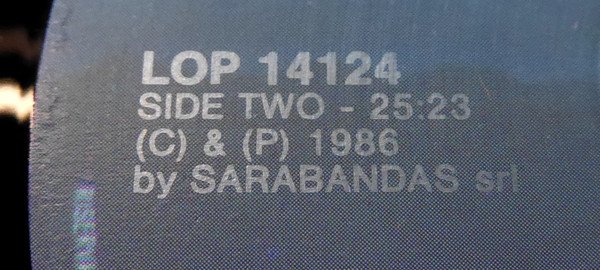 LOP 14124
SIDE TWO - 25:23
(C) & (P) 1986
by SARABANDAS srl